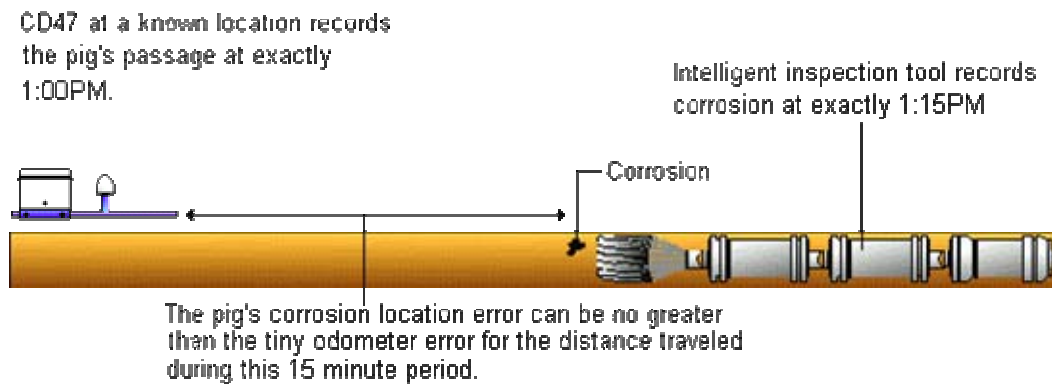 CD47 at a known location records
the pig's passage at exactly
1:00PM.
Intelligent inspection tool records
corrosion at exactly 1:15PM
Corrosion
The pig's corrosion location error can be no greater
than the tiny odometer error for the distance traveled
during this 15 minute period.